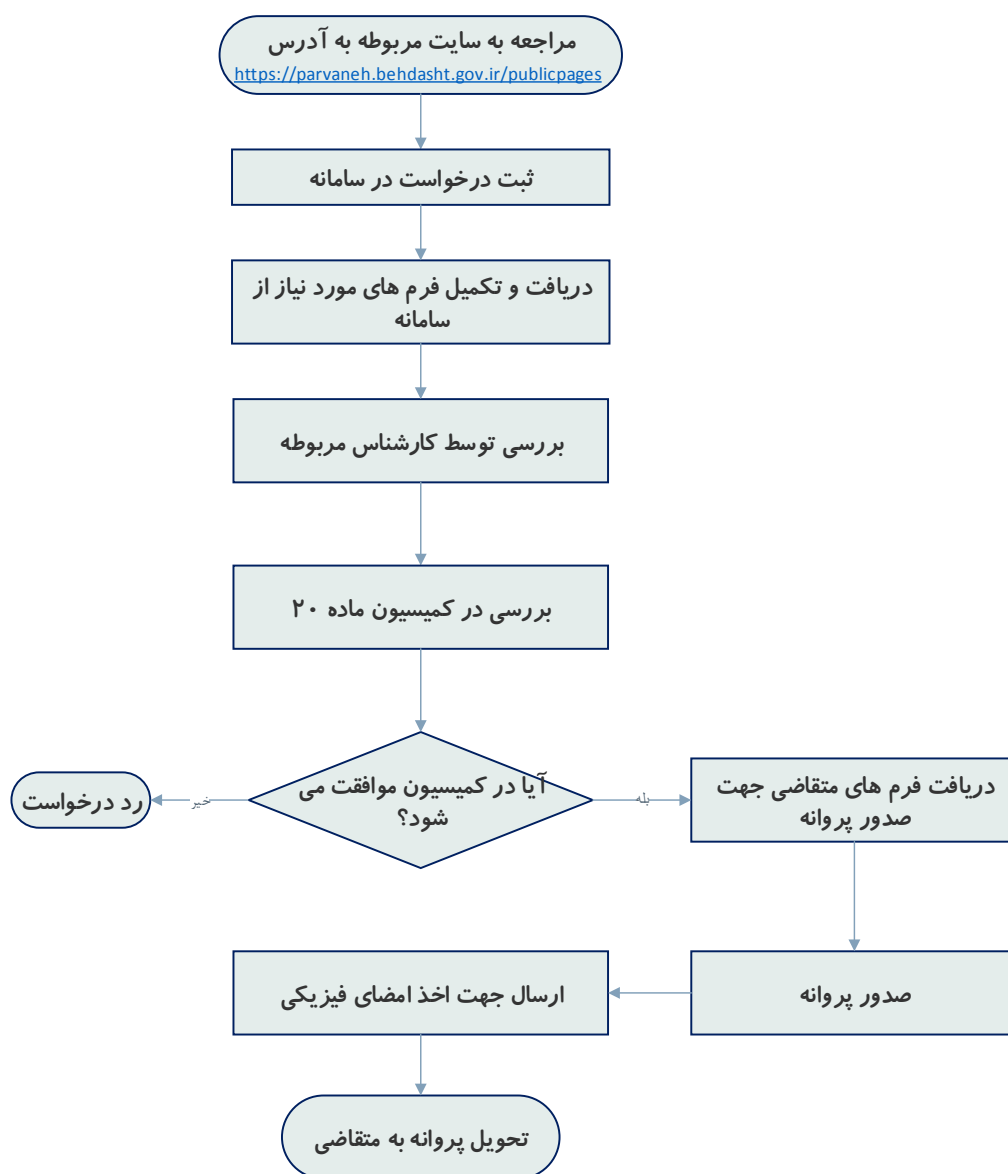 مراجعه به سایت مربوطه به آدرس
https://parvaneh.behdasht.gov.ir/publicpages
ثبت درخواست در سامانه
دریافت و تکمیل فرم های مورد نیاز از
سامانه
بررسی توسط کارشناس مربوطه
بررسی در کمیسیون ماده ۲۰
آیا در کمیسیون موافقت می
شود؟
خیر
رد درخواست
بله
دریافت فرم های متقاضی جهت
صدور پروانه
صدور پروانه
ارسال جهت اخذ امضای فیزیکی
تحویل پروانه به متقاضی